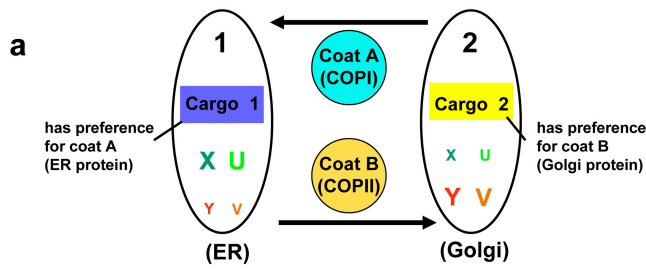 a
1
2
Coat A
(COPI)
Cargo 1
Cargo 2
has preference
for coat A
(ER protein)
has preference
for coat B
(Golgi protein)
X U
Y V
Coat B
(COPII)
X U
Y V
(ER)
(Golgi)